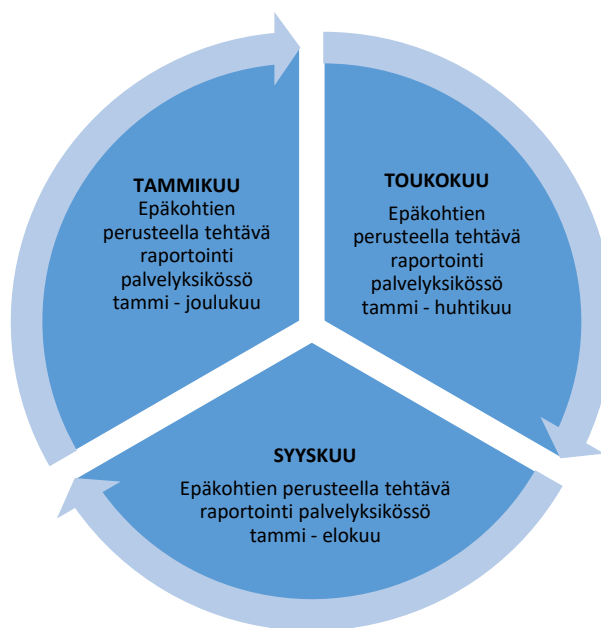 TAMMIKUU
Epäkohtien
perusteella tehtävä
raportointi
palvelyksikössö
tammi - joulukuu
TOUKOKUU
Epäkohtien
perusteella tehtävä
raportointi
palvelyksikössö
tammi - huhtikuu
SYYSKUU
Epäkohtien perusteella tehtävä
raportointi palvelyksikössö
tammi - elokuu